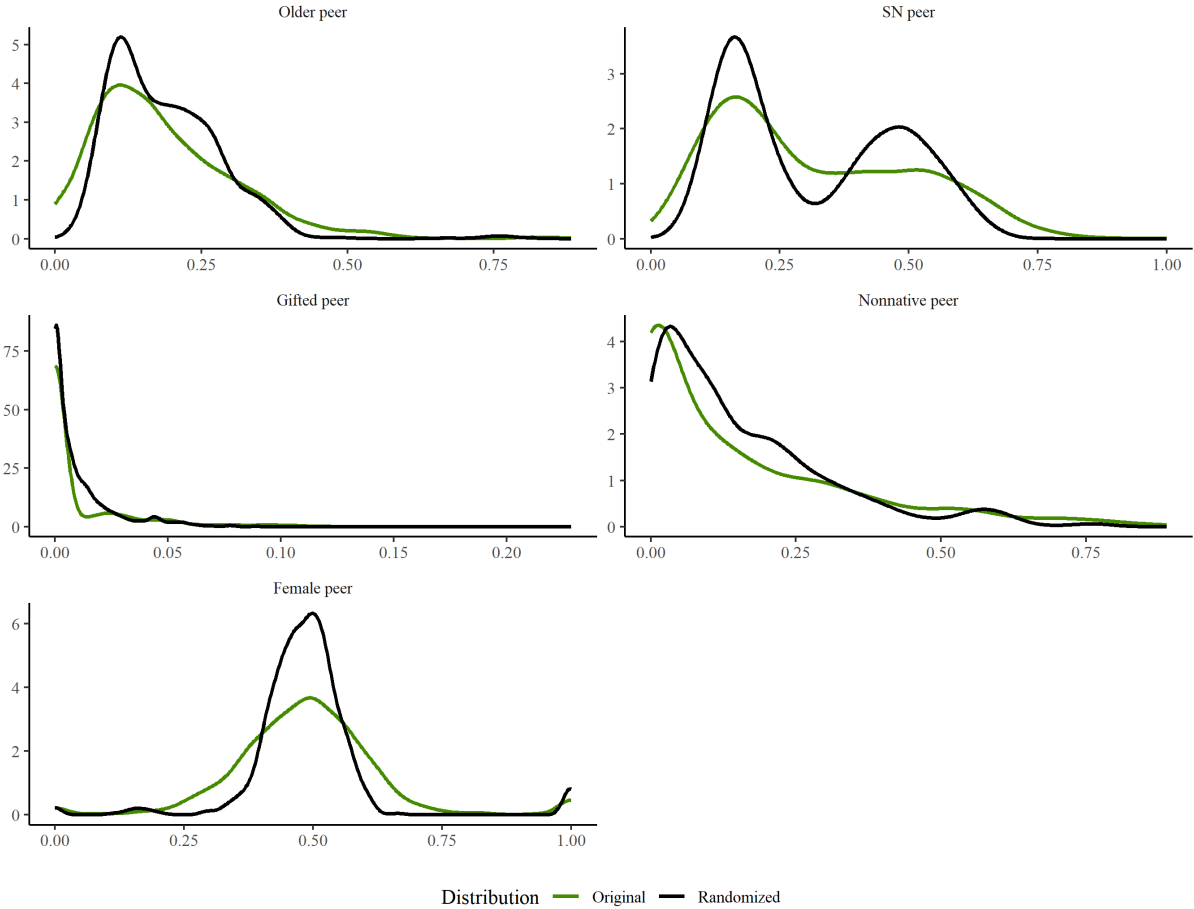 Older peer
5
4
3
2
1
0
0.00 0.25 0.50 0.75
SN peer
3
2
1
0
0.00 0.25 0.50 0.75 1.00
Gifted peer
75
50
25
0
0.00 0.05 0.10 0.15 0.20
Nonnative peer
4
3
2
1
0
0.00 0.25 0.50 0.75
Female peer
6
4
2
0
0.00 0.25 0.50 0.75 1.00
Distribution Original Randomized